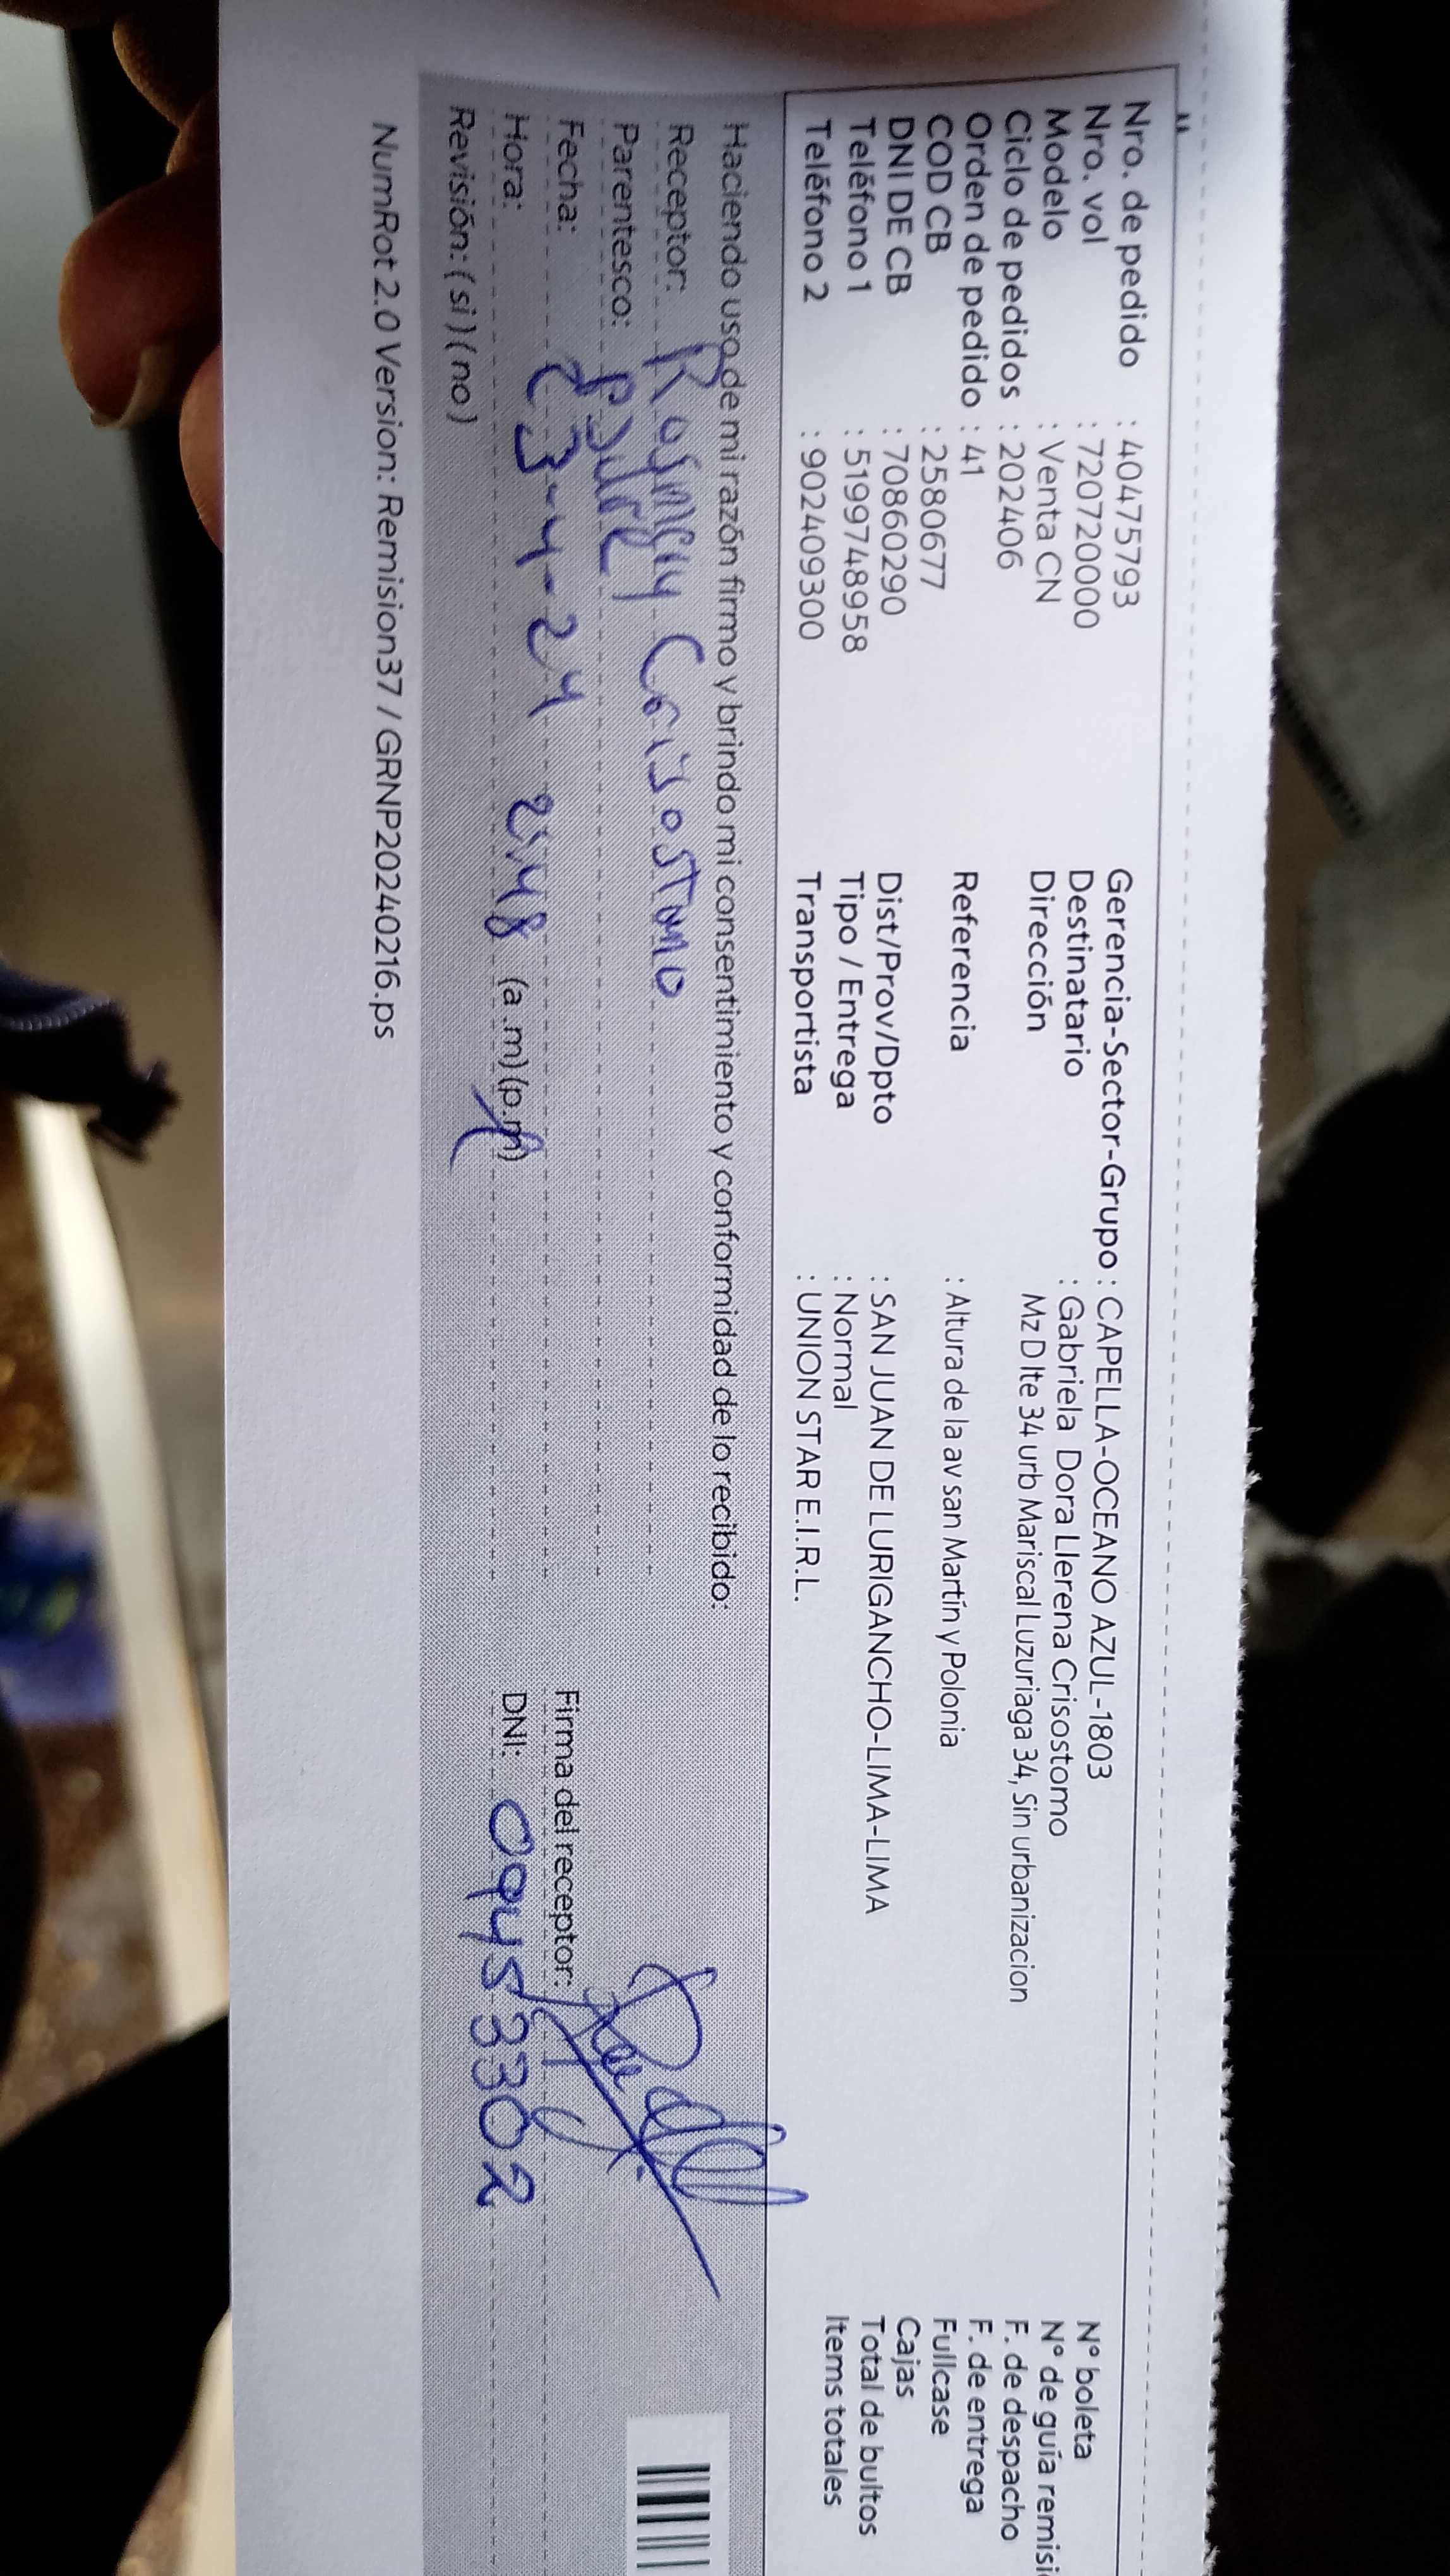 Nro. de pedido : 40475793
Nro. vol : 720720000
Modelo : Venta CN
Ciclo de pedidos : 202406
Orden de pedido : 41
COD CB : 2580677
DNI DE CB : 70860290
Teléfono 1 : 5199748958
Teléfono 2 : 902409300
Gerencia-Sector-Grupo : CAPELLA-OCEANO AZUL-1803
Destinatario : Gabriela Dora Llerena Crisostomo
Dirección Mz D lte 34 urb Mariscal Luzuriaga 34, Sin urbanizacion
Referencia : Altura de la av san Martín y Polonia
Dist/Prov/Dpto : SAN JUAN DE LURIGANCHO-LIMA-LIMA
Tipo / Entrega : Normal
Transportista : UNION STAR E.I.R.L.
N° boleta
N° de guía remisi
F. de despacho
F. de entrega
Fullcase
Cajas
Total de bultos
Items totales
Haciendo uso de mi razón firmo y brindo mi consentimiento y conformidad de lo recibido:
Receptor: Rosmery Crisostomo
Parentesco:
Fecha: 23-4-24
Hora: 2:48 (a.m) (p.m)
Revisión: ( si ) ( no )
Firma del receptor:
DNI: 09453302
NumRot 2.0 Version: Remision37 / GRNP20240216.ps